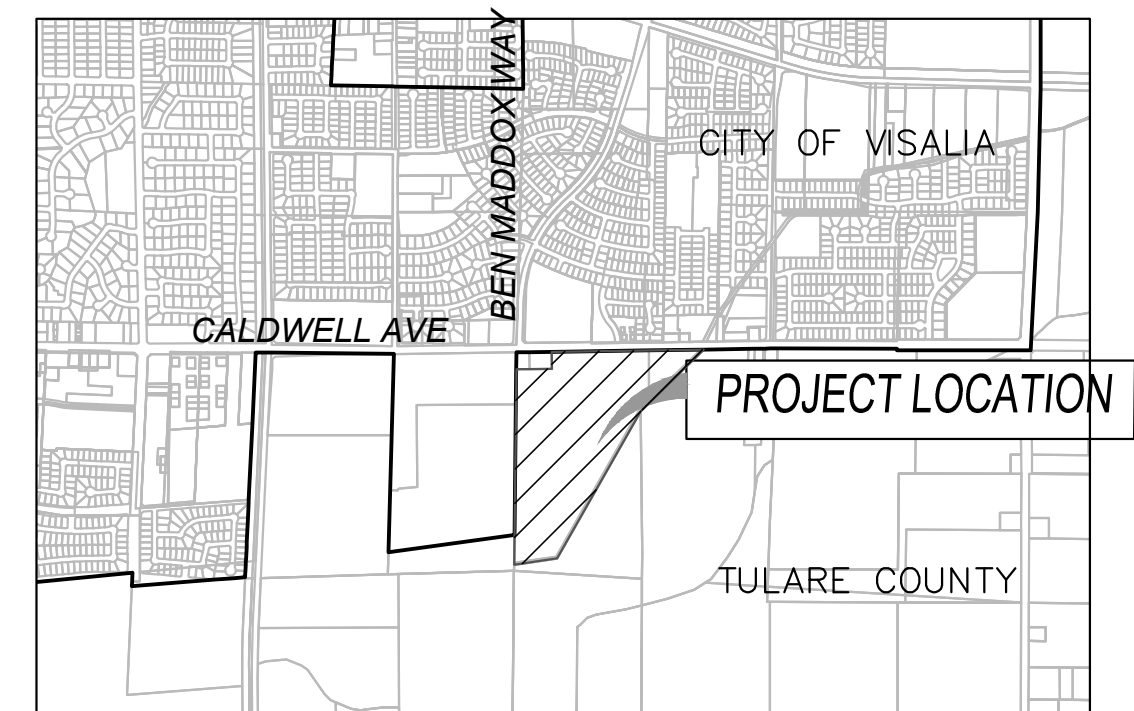 BEN MADDOX WAY
CITY OF VISALIA
CALDWELL AVE
PROJECT LOCATION
TULARE COUNTY